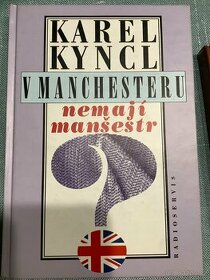 KAREL
KYNCL
V MANCHESTERU
nemají
manšestr
RADIOSERVIS